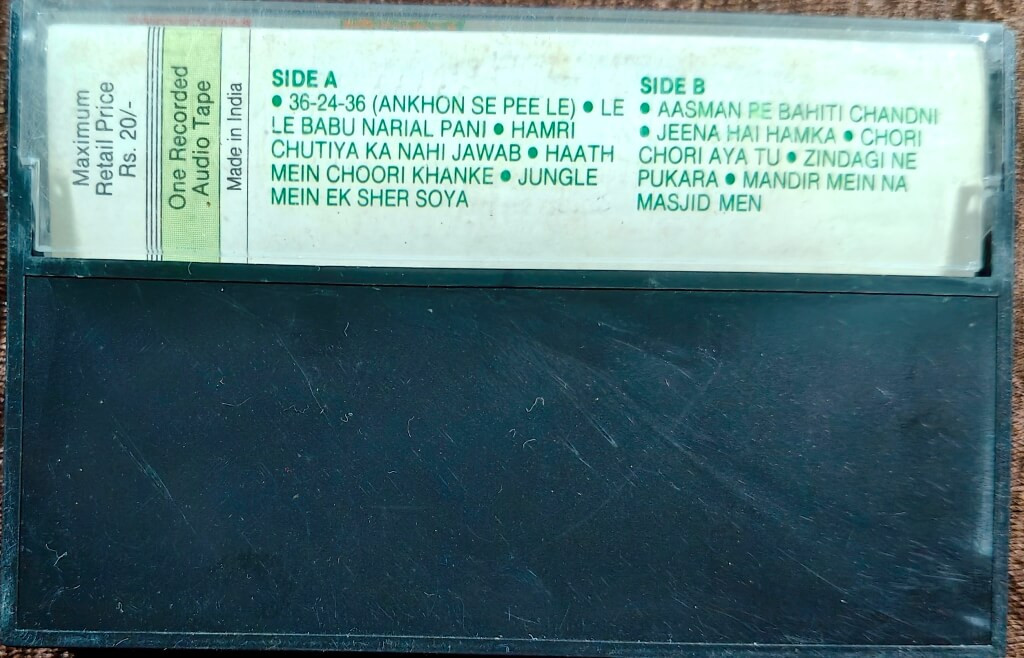 Maximum
Retail Price
Rs. 20/-
One Recorded
Audio Tape
Made in India
SIDE A
• 36-24-36 (ANKHON SE PEE LE) • LE
LE BABU NARIAL PANI • HAMRI
CHUTIYA KA NAHI JAWAB • HAATH
MEIN CHOORI KHANKE • JUNGLE
MEIN EK SHER SOYA
SIDE B
• AASMAN RE BAHITI CHANDNI
• JEENA HAI HAMKA • CHORI
CHORI AYA TU • ZINDAGI NE
PUKARA • MANDIR MEIN NA
MASJID MEN